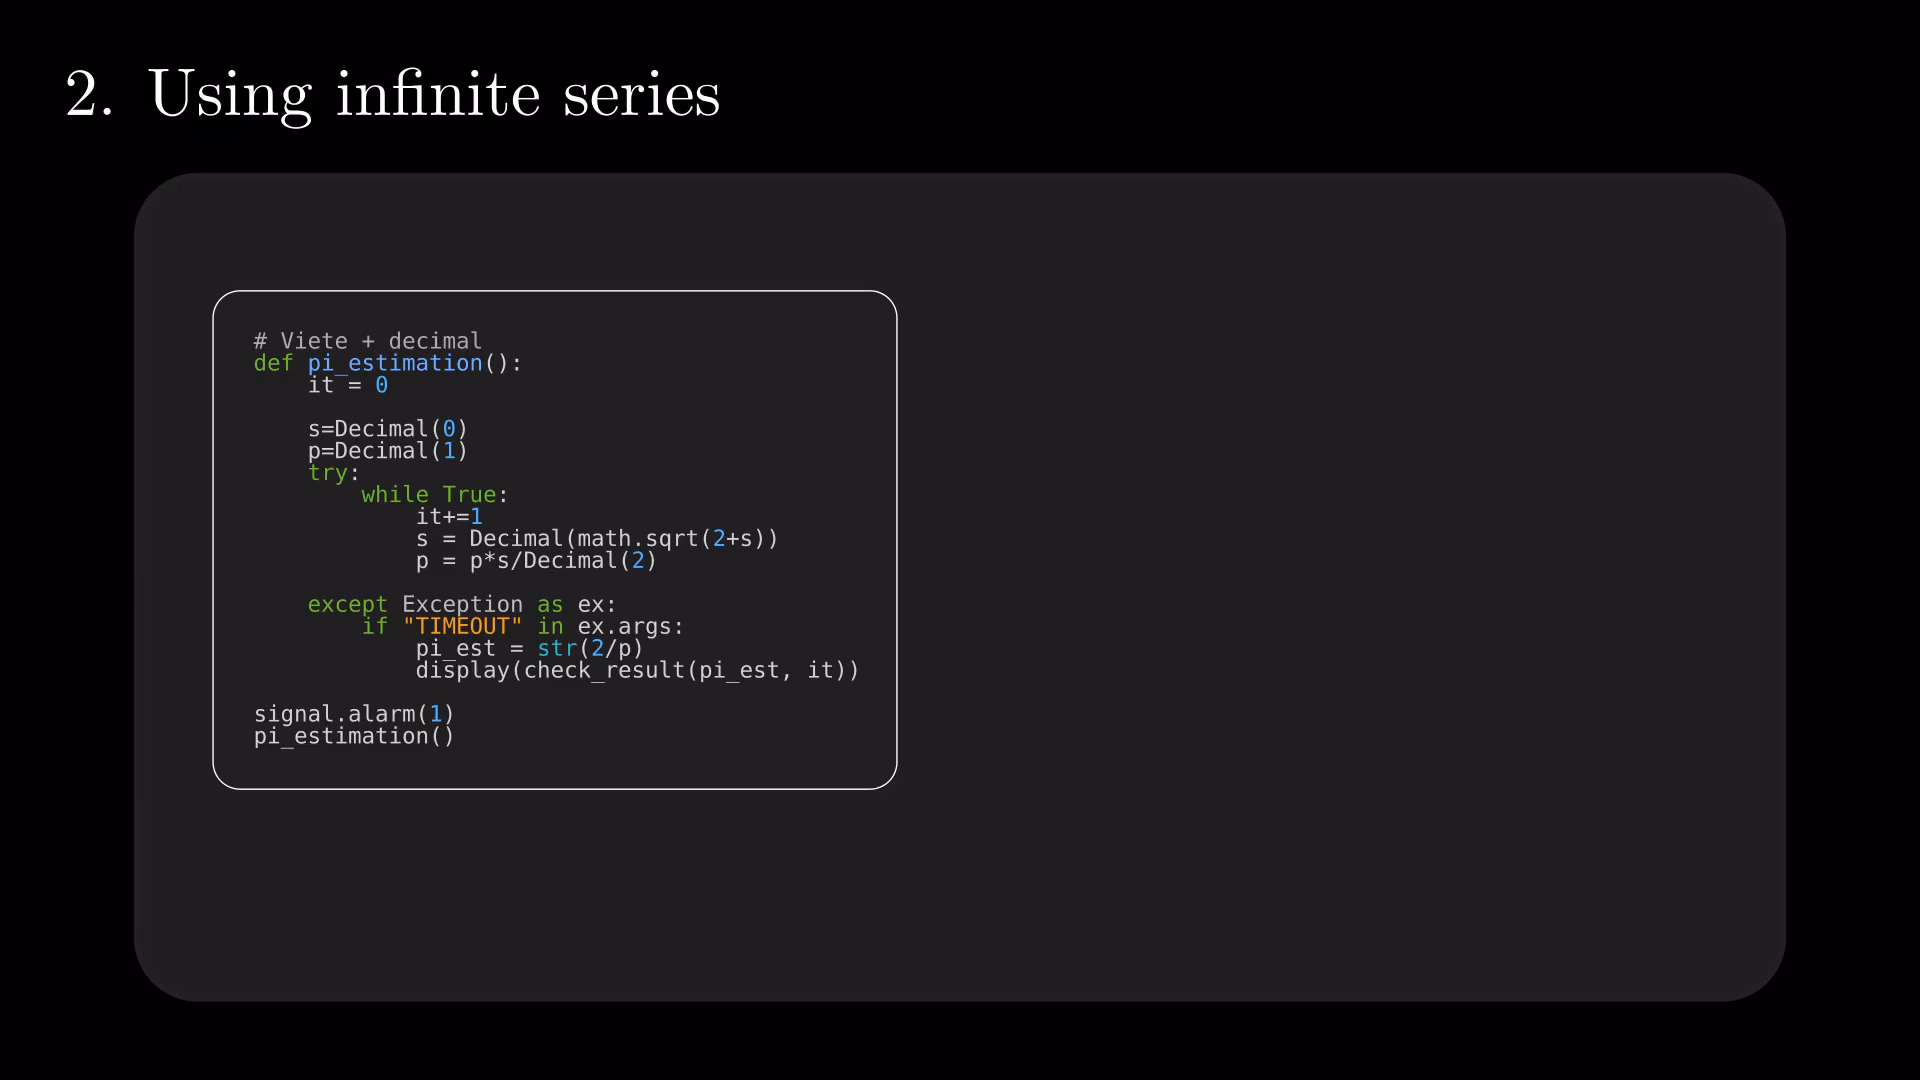 2. Using infinite series
# Viete + decimal
def pi_estimation():
    it = 0
    s=Decimal(0)
    p=Decimal(1)
    try:
        while True:
            it+=1
            s = Decimal(math.sqrt(2+s))
            p = p*s/Decimal(2)
    except Exception as ex:
        if "TIMEOUT" in ex.args:
            pi_est = str(2/p)
            display(check_result(pi_est, it))
signal.alarm(1)
pi_estimation()